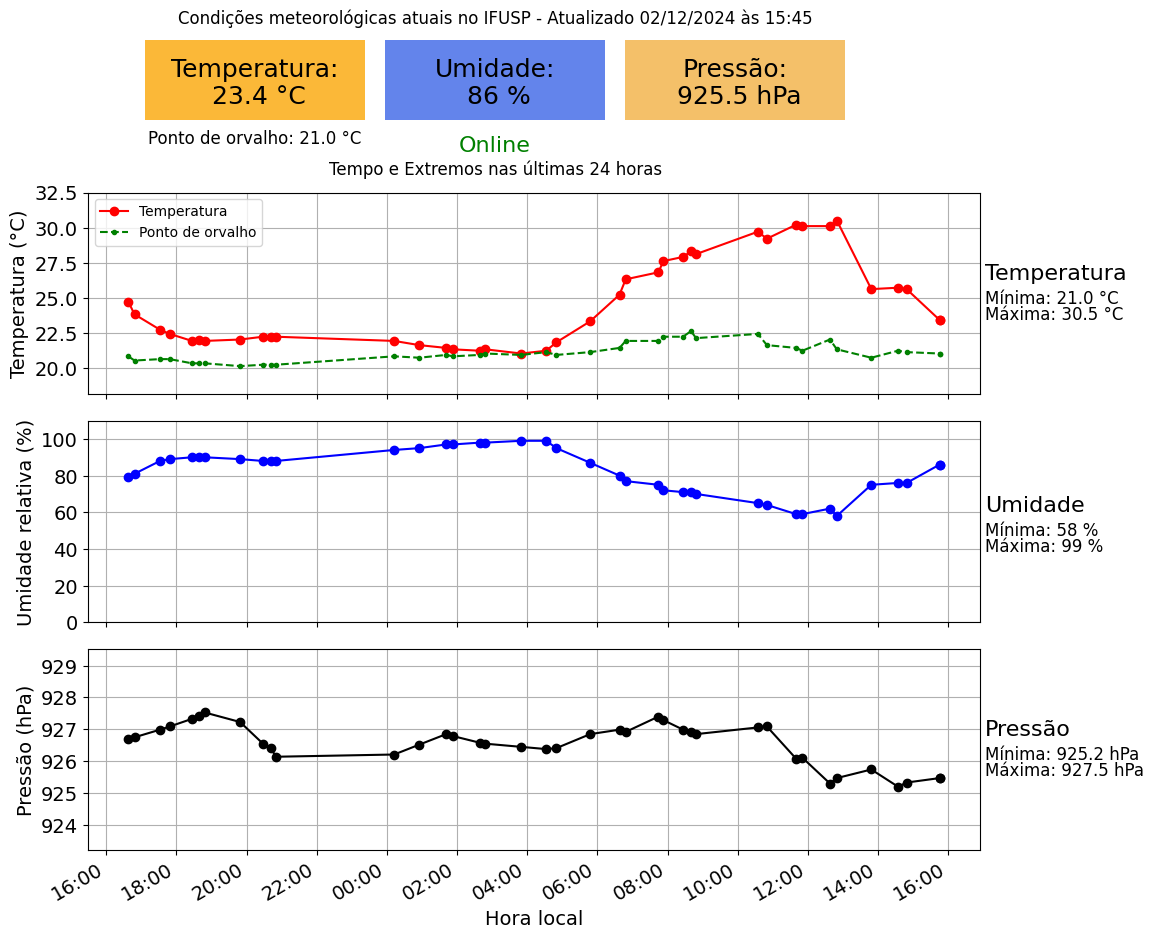 Condições meteorológicas atuais no IFUSP - Atualizado 02/12/2024 às 15:45
Temperatura:
23.4 °C
Umidade:
86 %
Pressão:
925.5 hPa
Ponto de orvalho: 21.0 °C
Online
Tempo e Extremos nas últimas 24 horas
Temperatura (°C)
32.5
30.0
27.5
25.0
22.5
20.0
Temperatura
Ponto de orvalho
Temperatura
Mínima: 21.0 °C
Máxima: 30.5 °C
Umidade relativa (%)
100
80
60
40
20
0
Umidade
Mínima: 58 %
Máxima: 99 %
Pressão (hPa)
929
928
927
926
925
924
Pressão
Mínima: 925.2 hPa
Máxima: 927.5 hPa
16:00 18:00 20:00 22:00 00:00 02:00 04:00 06:00 08:00 10:00 12:00 14:00 16:00
Hora local